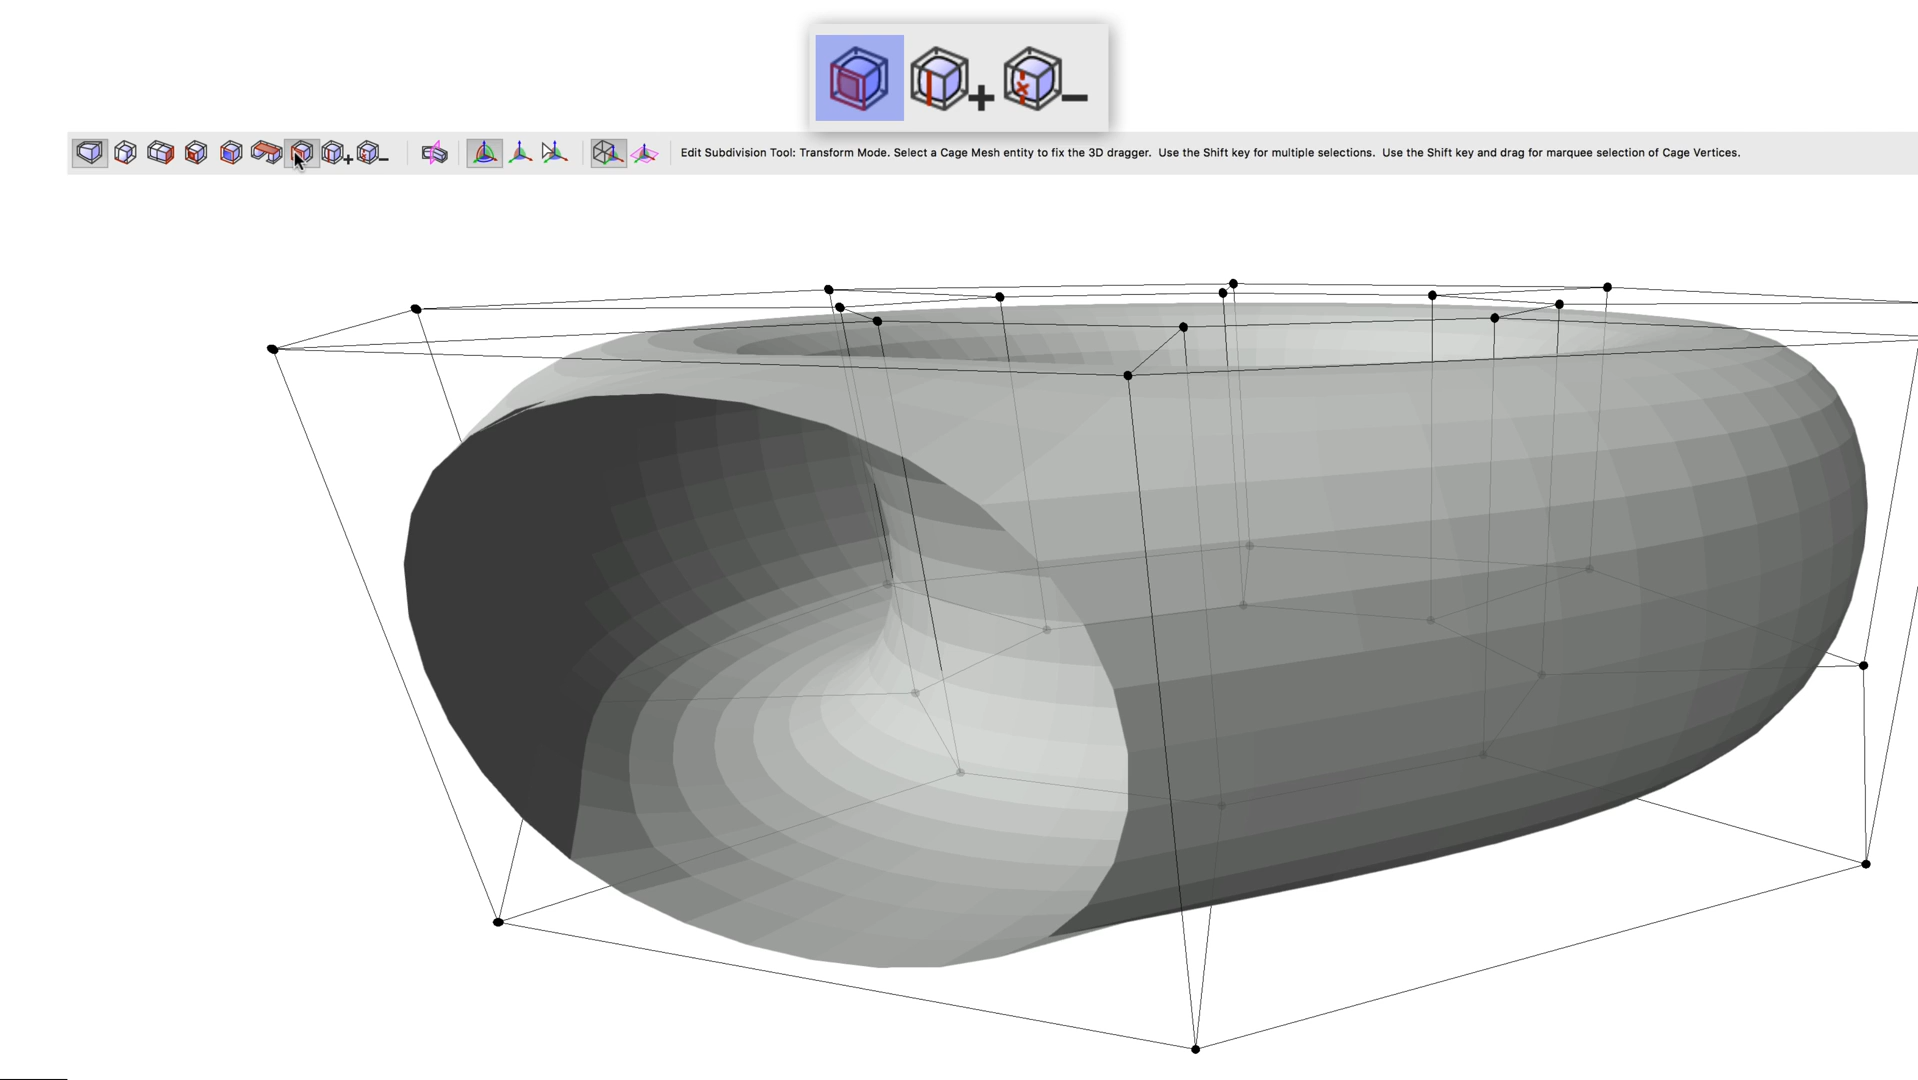 Edit Subdivision Tool: Transform Mode. Select a Cage Mesh entity to fix the 3D dragger.  Use the Shift key for multiple selections.  Use the Shift key and drag for marquee selection of Cage Vertices.